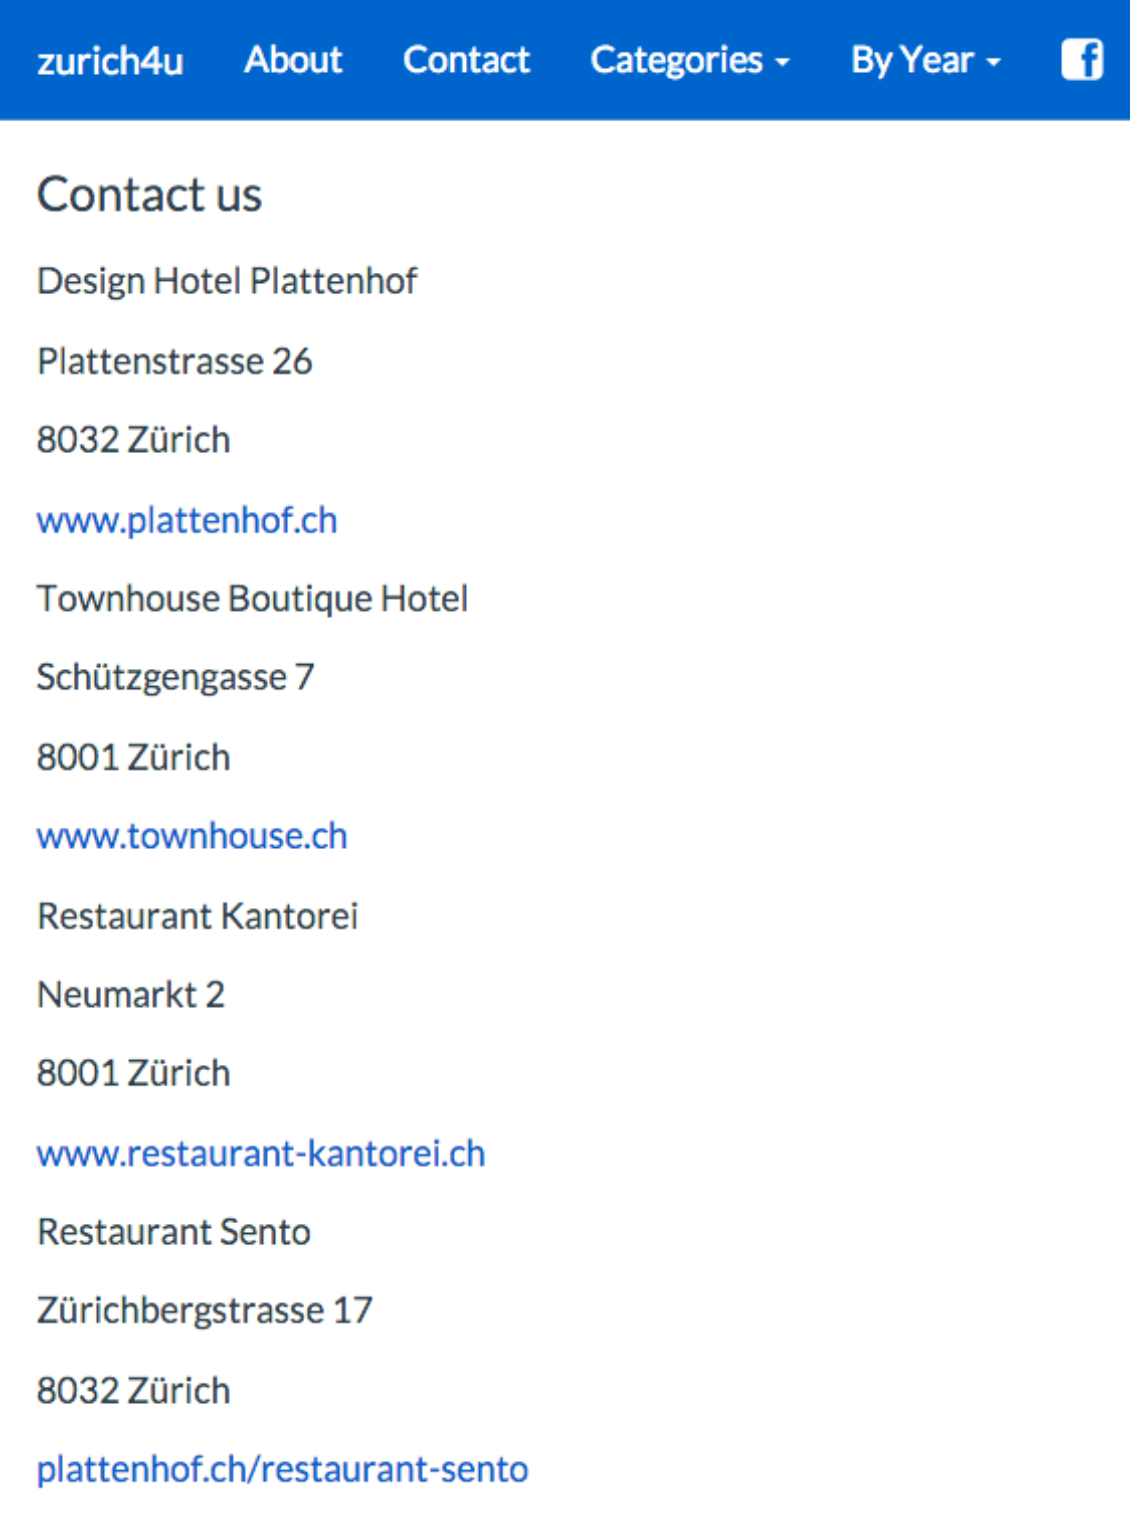 zurich4u About Contact Categories By Year
Contact us
Design Hotel Plattenhof
Plattenstrasse 26
8032 Zürich
www.plattenhof.ch
Townhouse Boutique Hotel
Schützgengasse 7
8001 Zürich
www.townhouse.ch
Restaurant Kantorei
Neumarkt 2
8001 Zürich
www.restaurant-kantorei.ch
Restaurant Sento
Zürichbergstrasse 17
8032 Zürich
plattenhof.ch/restaurant-sento